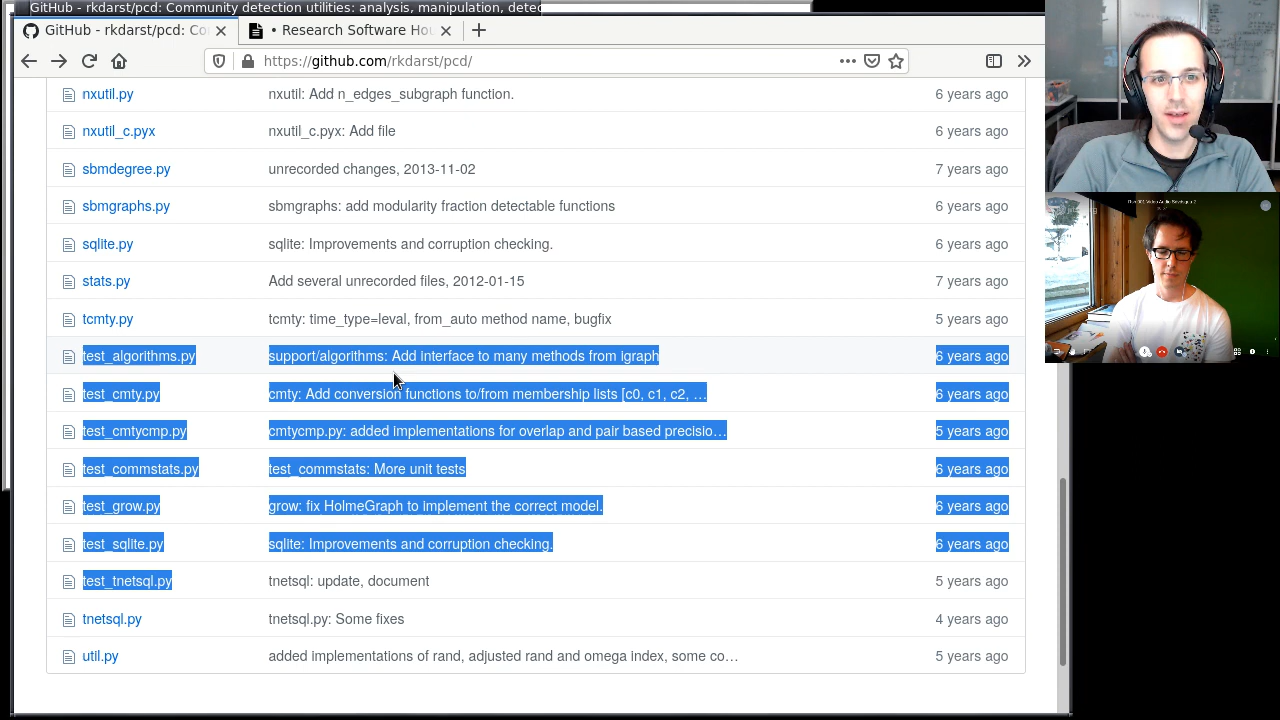 GitHub - rkdarst/pcd: Community detection utilities: analysis, manipulation, detec
GitHub - rkdarst/pcd: Co
• Research Software Hou
https://github.com/rkdarst/pcd/
nxutil.py nxutil: Add n_edges_subgraph function. 6 years ago
nxutil_c.pyx nxutil_c.pyx: Add file 6 years ago
sbmdegree.py unrecorded changes, 2013-11-02 7 years ago
sbmgraphs.py sbmgraphs: add modularity fraction detectable functions 6 years ago
sqlite.py sqlite: Improvements and corruption checking. 6 years ago
stats.py Add several unrecorded files, 2012-01-15 7 years ago
tcmty.py tcmty: time_type=leval, from_auto method name, bugfix 5 years ago
test_algorithms.py support/algorithms: Add interface to many methods from igraph 6 years ago
test_cmty.py cmty: Add conversion functions to/from membership lists [c0, c1, c2, … 6 years ago
test_cmtycmp.py cmtycmp.py: added implementations for overlap and pair based precisio… 5 years ago
test_commstats.py test_commstats: More unit tests 6 years ago
test_grow.py grow: fix HolmeGraph to implement the correct model. 6 years ago
test_sqlite.py sqlite: Improvements and corruption checking. 6 years ago
test_tnetsql.py tnetsql: update, document 5 years ago
tnetsql.py tnetsql.py: Some fixes 4 years ago
util.py added implementations of rand, adjusted rand and omega index, some co… 5 years ago